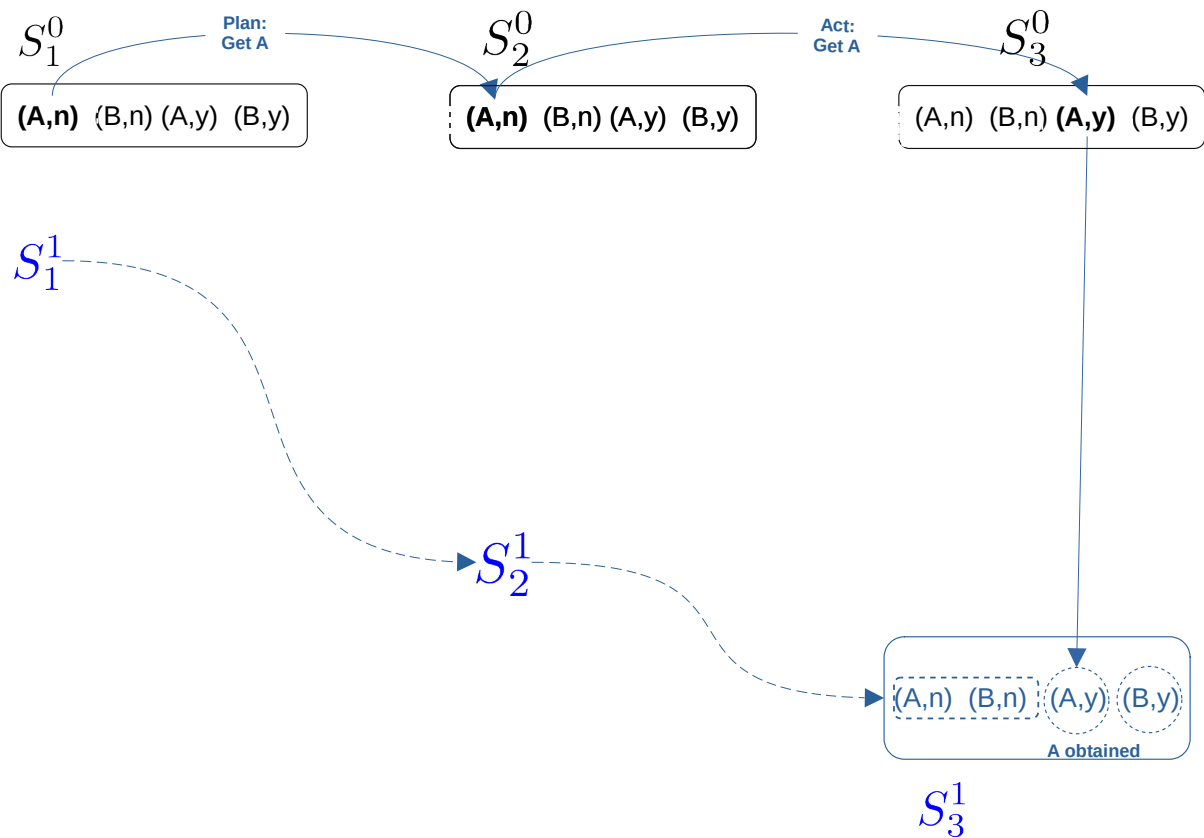 S_1^0
Plan:
Get A
S_2^0
Act:
Get A
S_3^0
(A,n) (B,n) (A,y) (B,y)
(A,n) (B,n) (A,y) (B,y)
(A,n) (B,n) (A,y) (B,y)
S_1^1
S_2^1
(A,n) (B,n) (A,y) (B,y)
A obtained
S_3^1